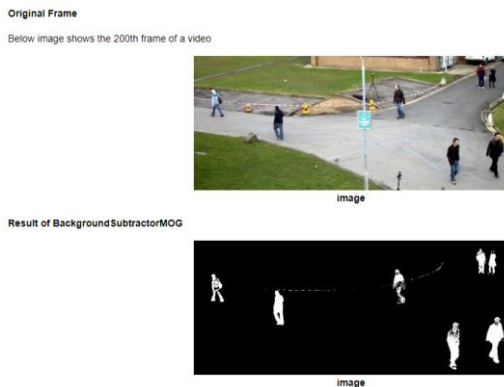 Original Frame
Below image shows the 200th frame of a video
image
Result of BackgroundSubtractorMOG
image